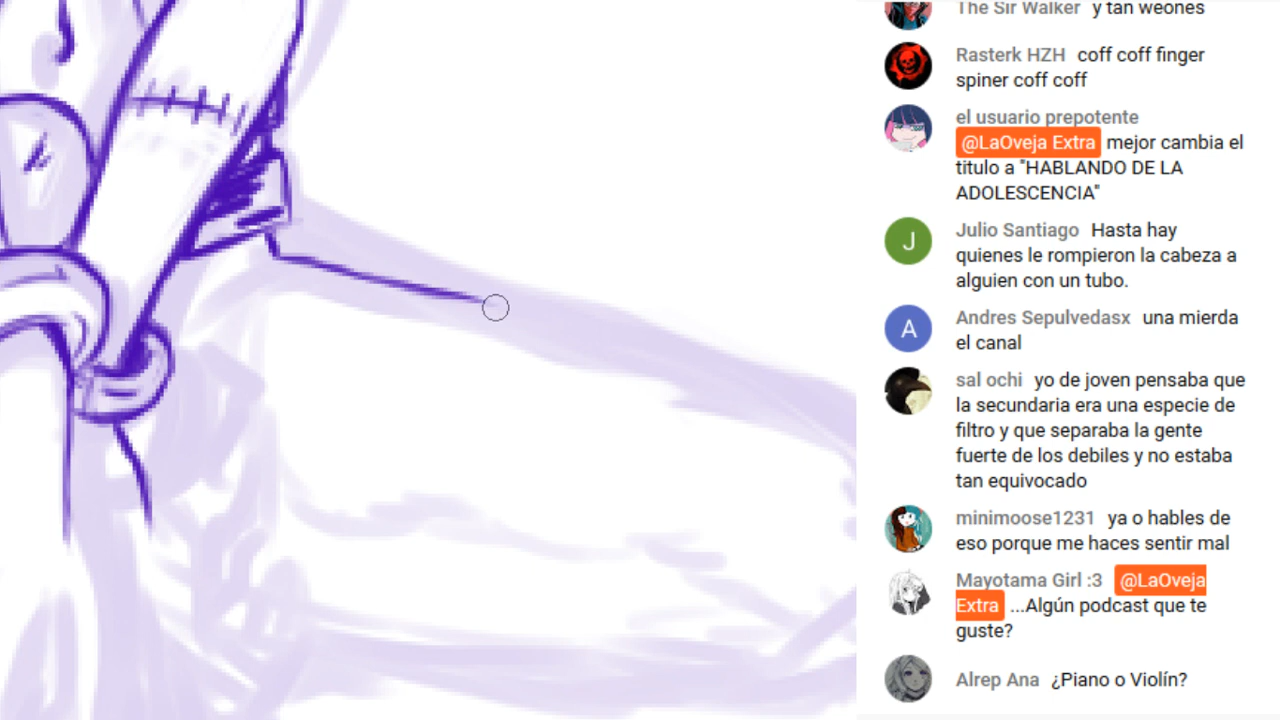 The Sir Walker y tan weones
Rasterk HZH coff coff finger
spiner coff coff
el usuario prepotente
@LaOveja Extra mejor cambia el
titulo a "HABLANDO DE LA
ADOLESCENCIA"
J
Julio Santiago Hasta hay
quienes le rompieron la cabeza a
alguien con un tubo.
A
Andres Sepulvedasx una mierda
el canal
sal ochi yo de joven pensaba que
la secundaria era una especie de
filtro y que separaba la gente
fuerte de los debiles y no estaba
tan equivocado
minimoose1231 ya o hables de
eso porque me haces sentir mal
Mayotama Girl :3 @LaOveja
Extra ...Algún podcast que te
guste?
Alrep Ana ¿Piano o Violín?